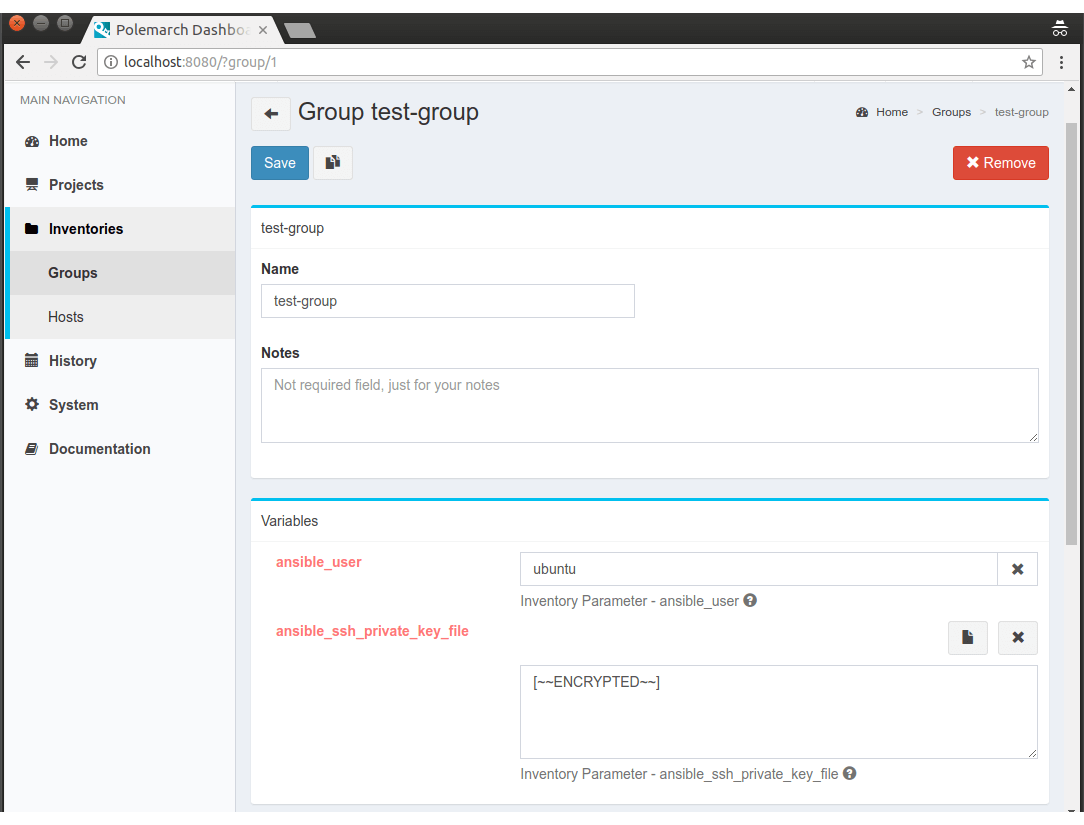 Polemarch Dashbo
localhost:8080/?group/1
MAIN NAVIGATION
Home
Projects
Inventories
Groups
Hosts
History
System
Documentation
Group test-group
Home > Groups > test-group
Save
Remove
test-group
Name
test-group
Notes
Not required field, just for your notes
Variables
ansible_user
ubuntu
Inventory Parameter - ansible_user
ansible_ssh_private_key_file
[~~ENCRYPTED~~]
Inventory Parameter - ansible_ssh_private_key_file